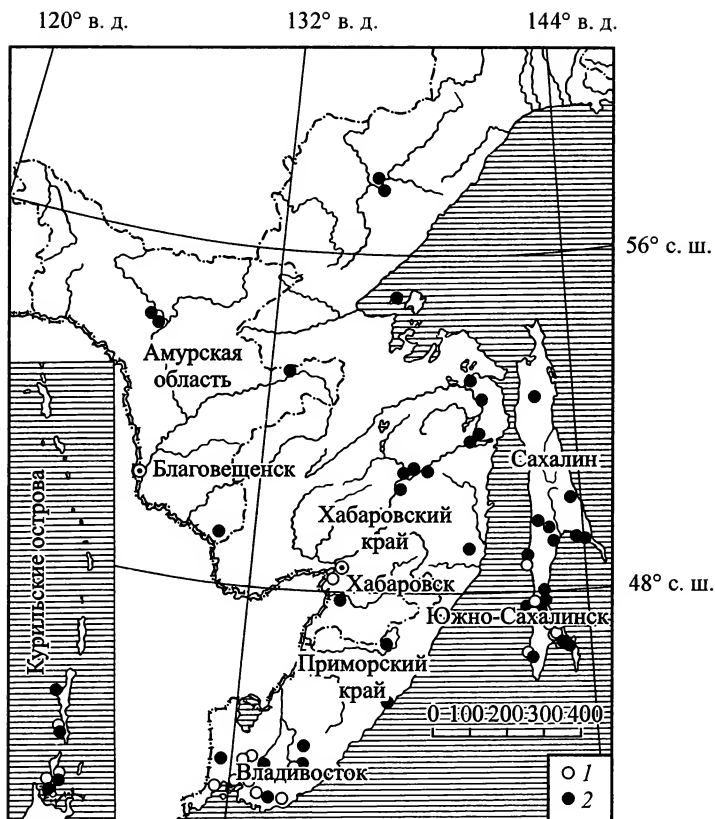 120° в. д.
132° в. д.
144° в. д.
56° с. ш.
Амурская
область
Благовещенск
Сахалин
Курильские острова
Хабаровский
край
Хабаровск
48° с. ш.
Южно-Сахалинск
Приморский
край
0 100 200 300 400
Владивосток
1
2